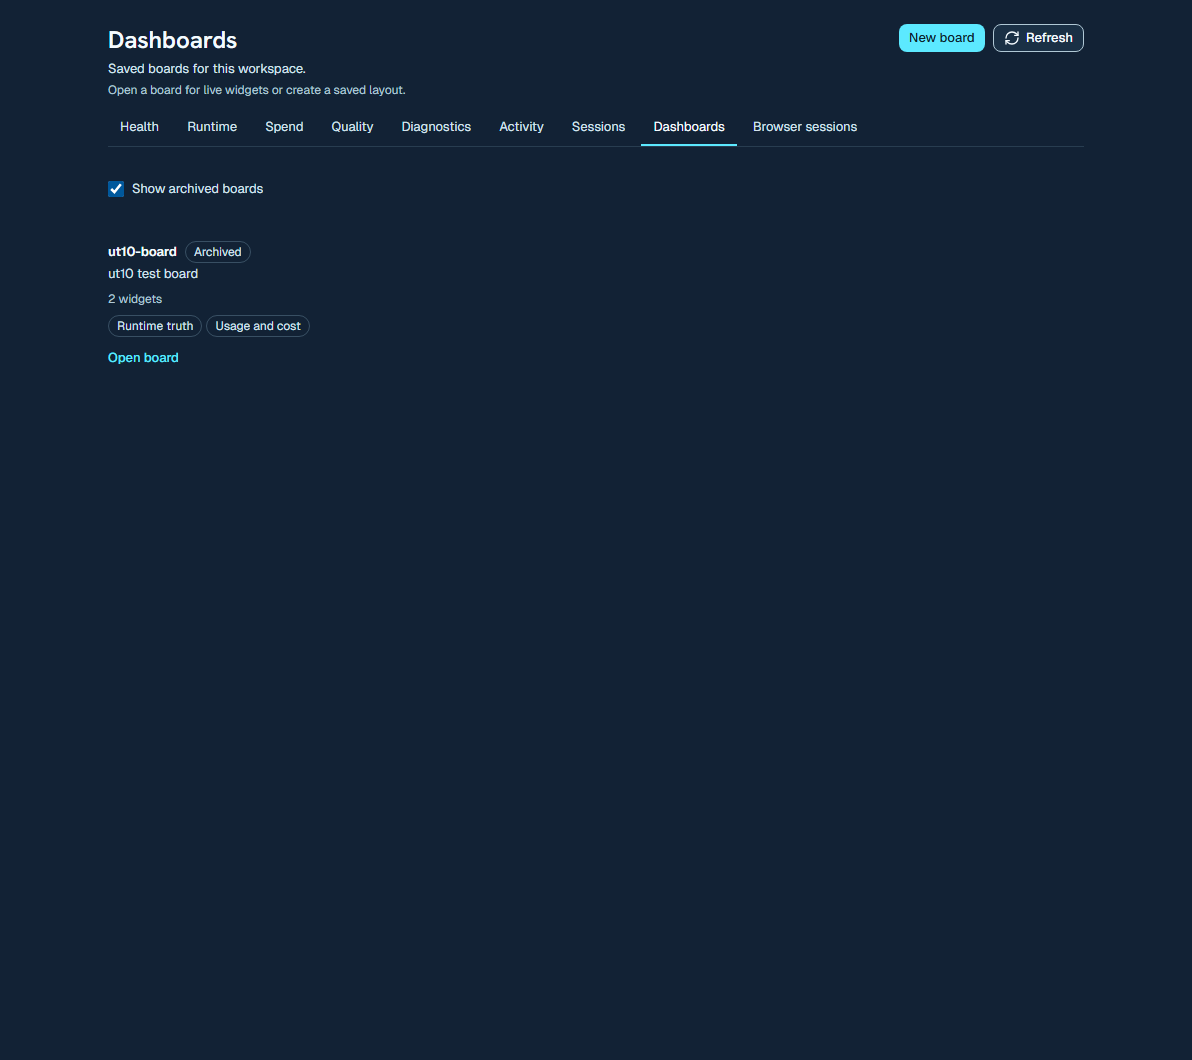 Dashboards
New board
Refresh
Saved boards for this workspace.
Open a board for live widgets or create a saved layout.
Health Runtime Spend Quality Diagnostics Activity Sessions Dashboards Browser sessions
Show archived boards
ut10-board Archived
ut10 test board
2 widgets
Runtime truth Usage and cost
Open board